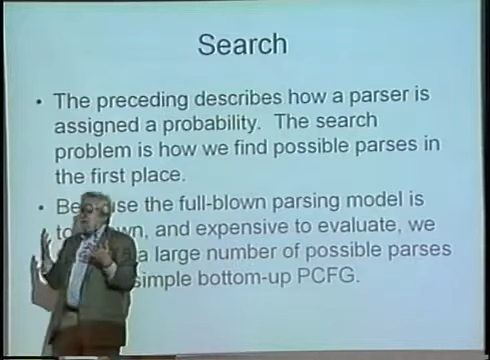 Search
• The preceding describes how a parser is
assigned a probability. The search
problem is how we find possible parses in
the first place.
• use the full-blown parsing model is
and expensive to evaluate, we
a large number of possible parses
simple bottom-up PCFG.